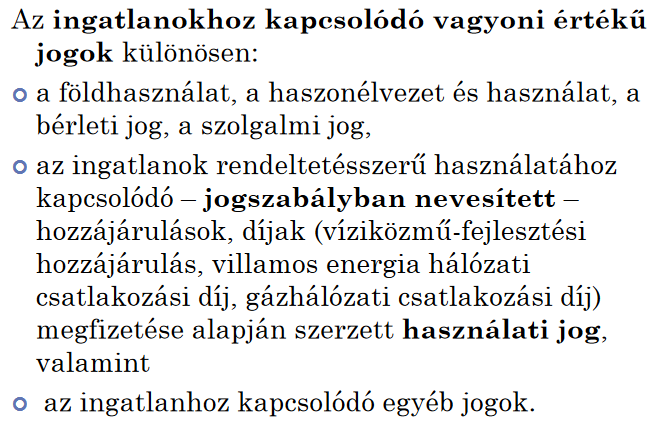 Az ingatlanokhoz kapcsolódó vagyoni értékű
jogok különösen:
a földhasználat, a haszonélvezet és használat, a
bérleti jog, a szolgalmi jog,
az ingatlanok rendeltetésszerű használatához
kapcsolódó – jogszabályban nevesített –
hozzájárulások, díjak (víziközmű-fejlesztési
hozzájárulás, villamos energia hálózati
csatlakozási díj, gázhálózati csatlakozási díj)
megfizetése alapján szerzett használati jog,
valamint
az ingatlanhoz kapcsolódó egyéb jogok.